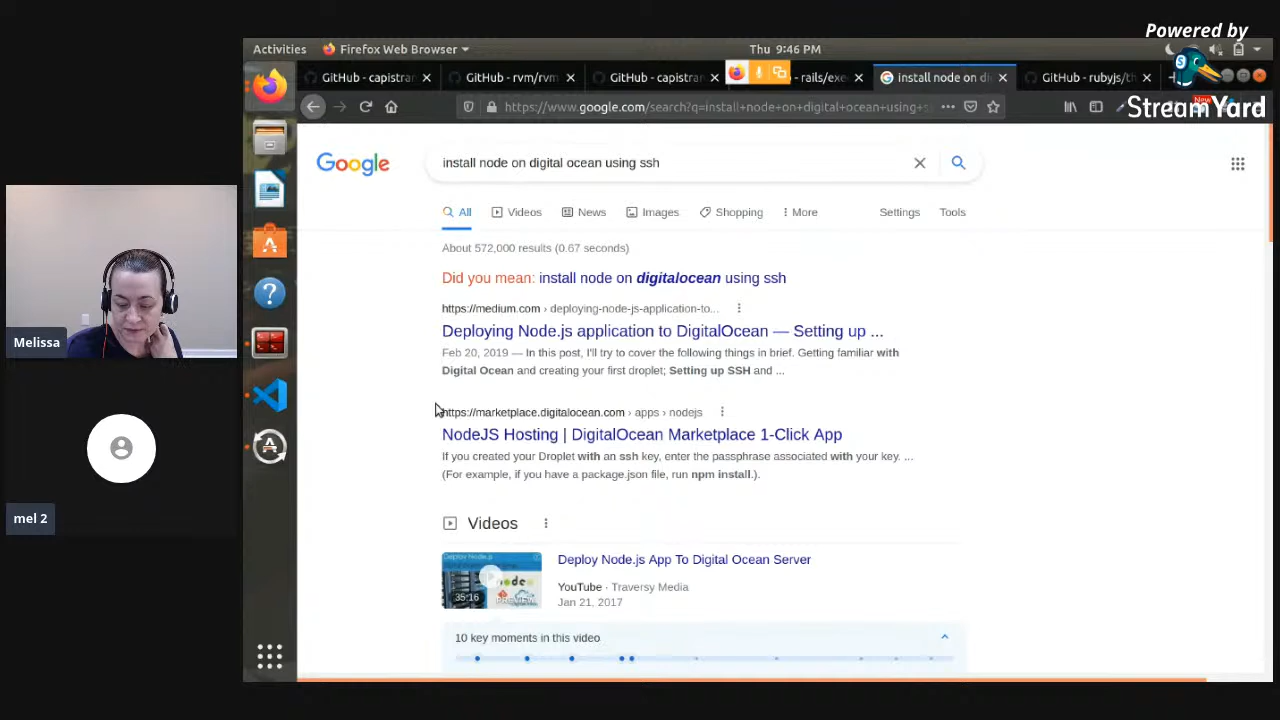 Powered by
StreamYard
Activities
Firefox Web Browser
Thu 9:46 PM
GitHub - capistran
GitHub - rvm/rvm
GitHub - capistran
- rails/exe
install node on di
GitHub - rubyjs/th
https://www.google.com/search?q=install+node+on+digital+ocean+using+s
New
Google
install node on digital ocean using ssh
All
Videos
News
Images
Shopping
More
Settings
Tools
About 572,000 results (0.67 seconds)
Did you mean: install node on digitalocean using ssh
https://medium.com › deploying-node-js-application-to...
Deploying Node.js application to DigitalOcean — Setting up ...
Feb 20, 2019 — In this post, I'll try to cover the following things in brief. Getting familiar with
Digital Ocean and creating your first droplet; Setting up SSH and ...
https://marketplace.digitalocean.com › apps › nodejs
NodeJS Hosting | DigitalOcean Marketplace 1-Click App
If you created your Droplet with an ssh key, enter the passphrase associated with your key. ...
(For example, if you have a package.json file, run npm install.).
Videos
Deploy Node.js
PREVIEW
35:16
Deploy Node.js App To Digital Ocean Server
YouTube · Traversy Media
Jan 21, 2017
10 key moments in this video
Melissa
mel 2